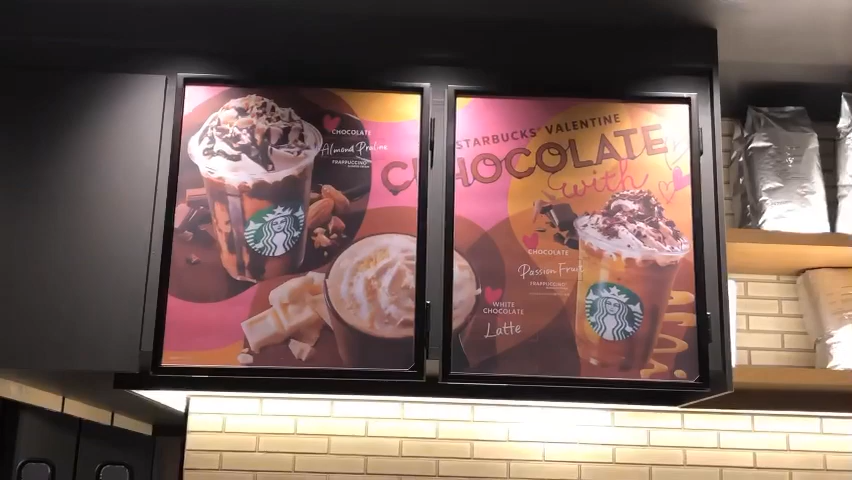 CHOCOLATE
Almond Praline
FRAPPUCCINO
STARBUCKS® VALENTINE
CHOCOLATE
with
CHOCOLATE
Passion Fruit
FRAPPUCCINO
WHITE
CHOCOLATE
Latte